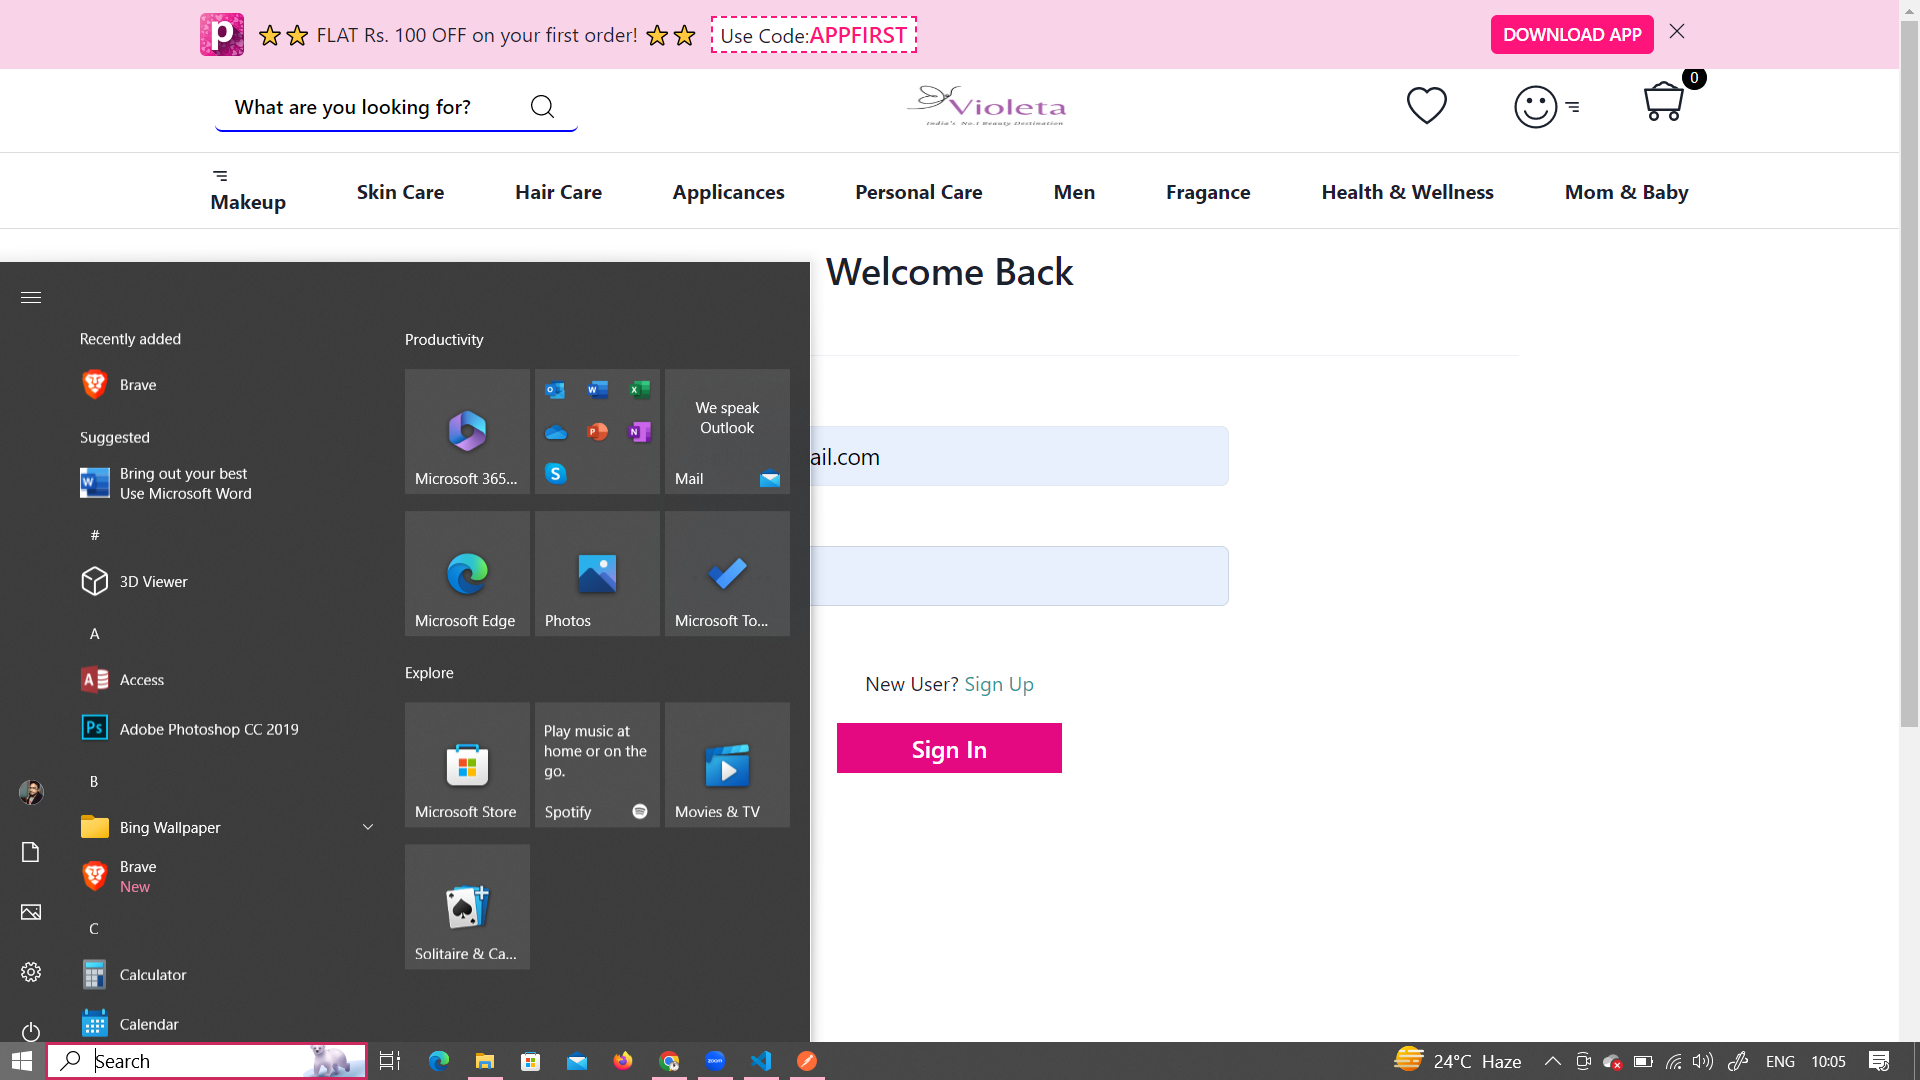 FLAT Rs. 100 OFF on your first order!
Use Code:APPFIRST
DOWNLOAD APP
What are you looking for?
Violeta
India's No.1 Beauty Destination
0
Makeup
Skin Care
Hair Care
Applicances
Personal Care
Men
Fragance
Health & Wellness
Mom & Baby
Welcome Back
ail.com
New User? Sign Up
Sign In
Recently added
Brave
Suggested
Bring out your best
Use Microsoft Word
#
3D Viewer
A
Access
Adobe Photoshop CC 2019
B
Bing Wallpaper
Brave
New
C
Calculator
Calendar
Productivity
Microsoft 365...
We speak
Outlook
Mail
Microsoft Edge
Photos
Microsoft To...
Explore
Microsoft Store
Play music at
home or on the
go.
Spotify
Movies & TV
Solitaire & Ca...
Search
zoom
24°C Haze
ENG
10:05